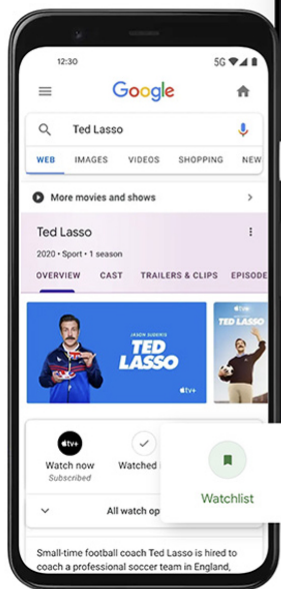 12:30 5G
Google
Ted Lasso
WEB IMAGES VIDEOS SHOPPING NEW
More movies and shows
Ted Lasso
2020 • Sport • 1 season
OVERVIEW CAST TRAILERS & CLIPS EPISODE
JASON SUDEIKIS
TED LASSO
tv+
tv+
TED LASSO
tv+
Watch now
Subscribed
Watched
Watchlist
All watch op
Small-time football coach Ted Lasso is hired to
coach a professional soccer team in England,